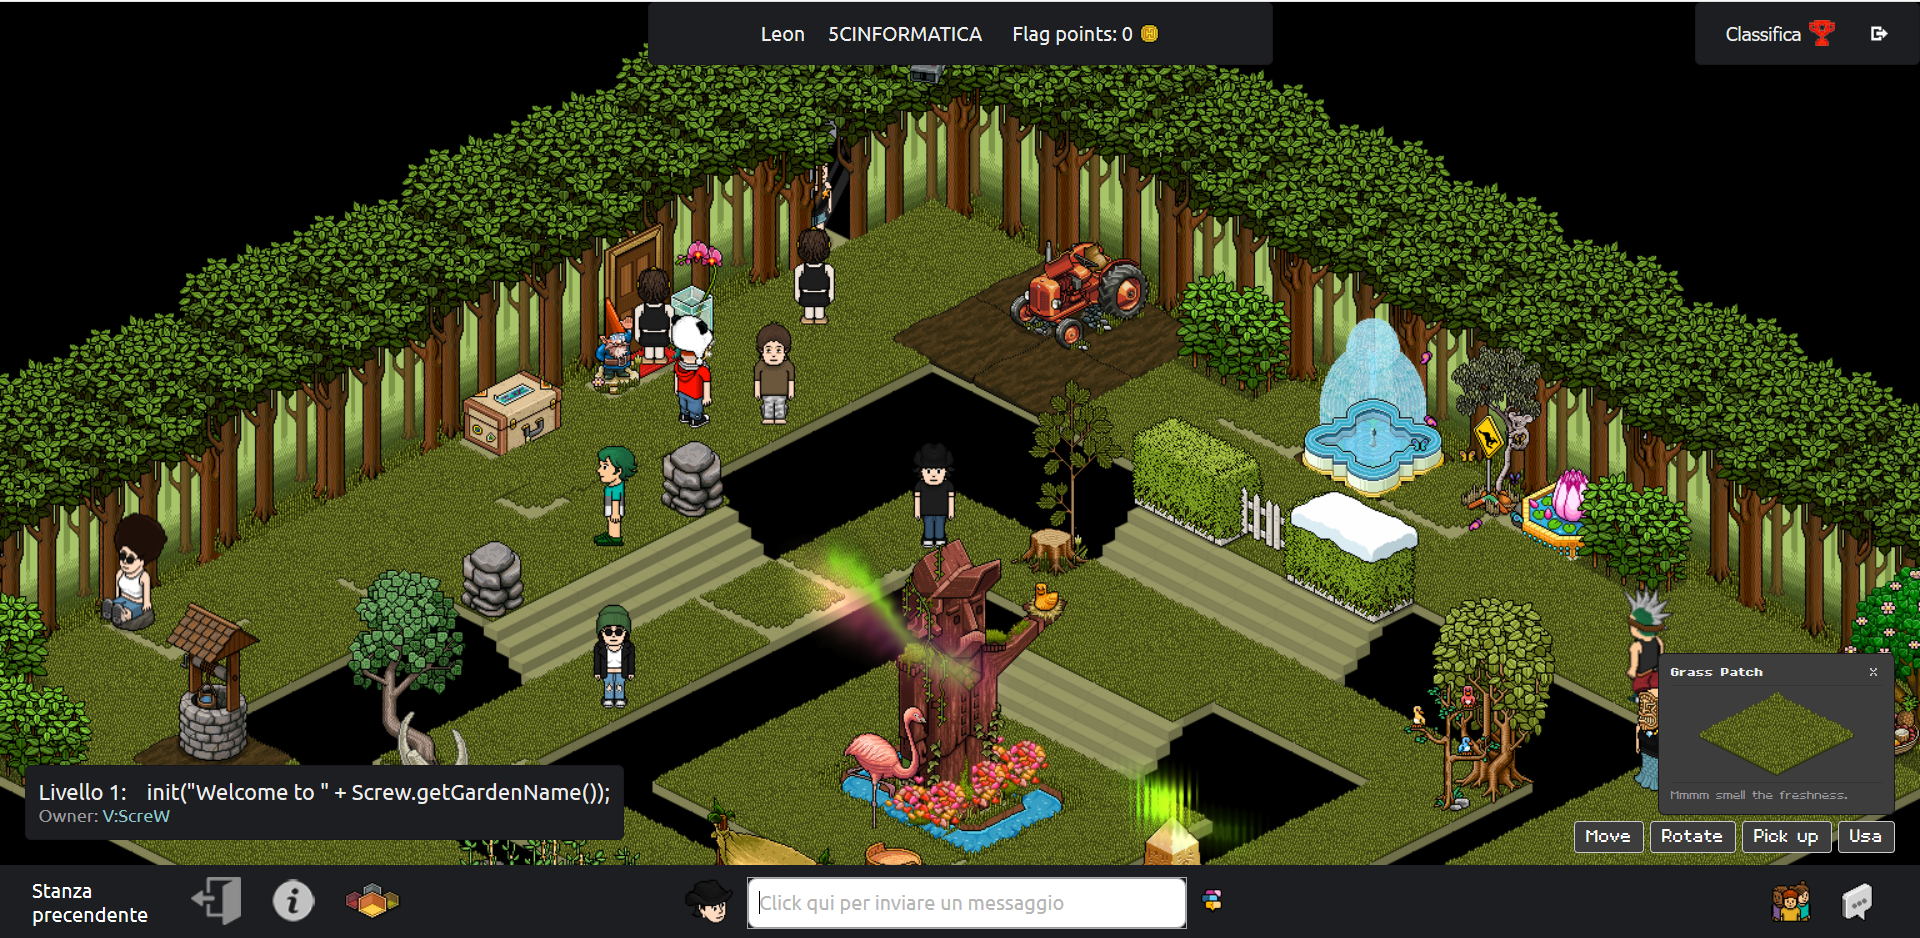 Leon 5CINFORMATICA Flag points: 0
Classifica
Grass Patch X
Mmmm smell the freshness.
Move Rotate Pick up Usa
Livello 1: init("Welcome to " + Screw.getGardenName());
Owner: V:ScreW
Stanza
precendente
Click qui per inviare un messaggio